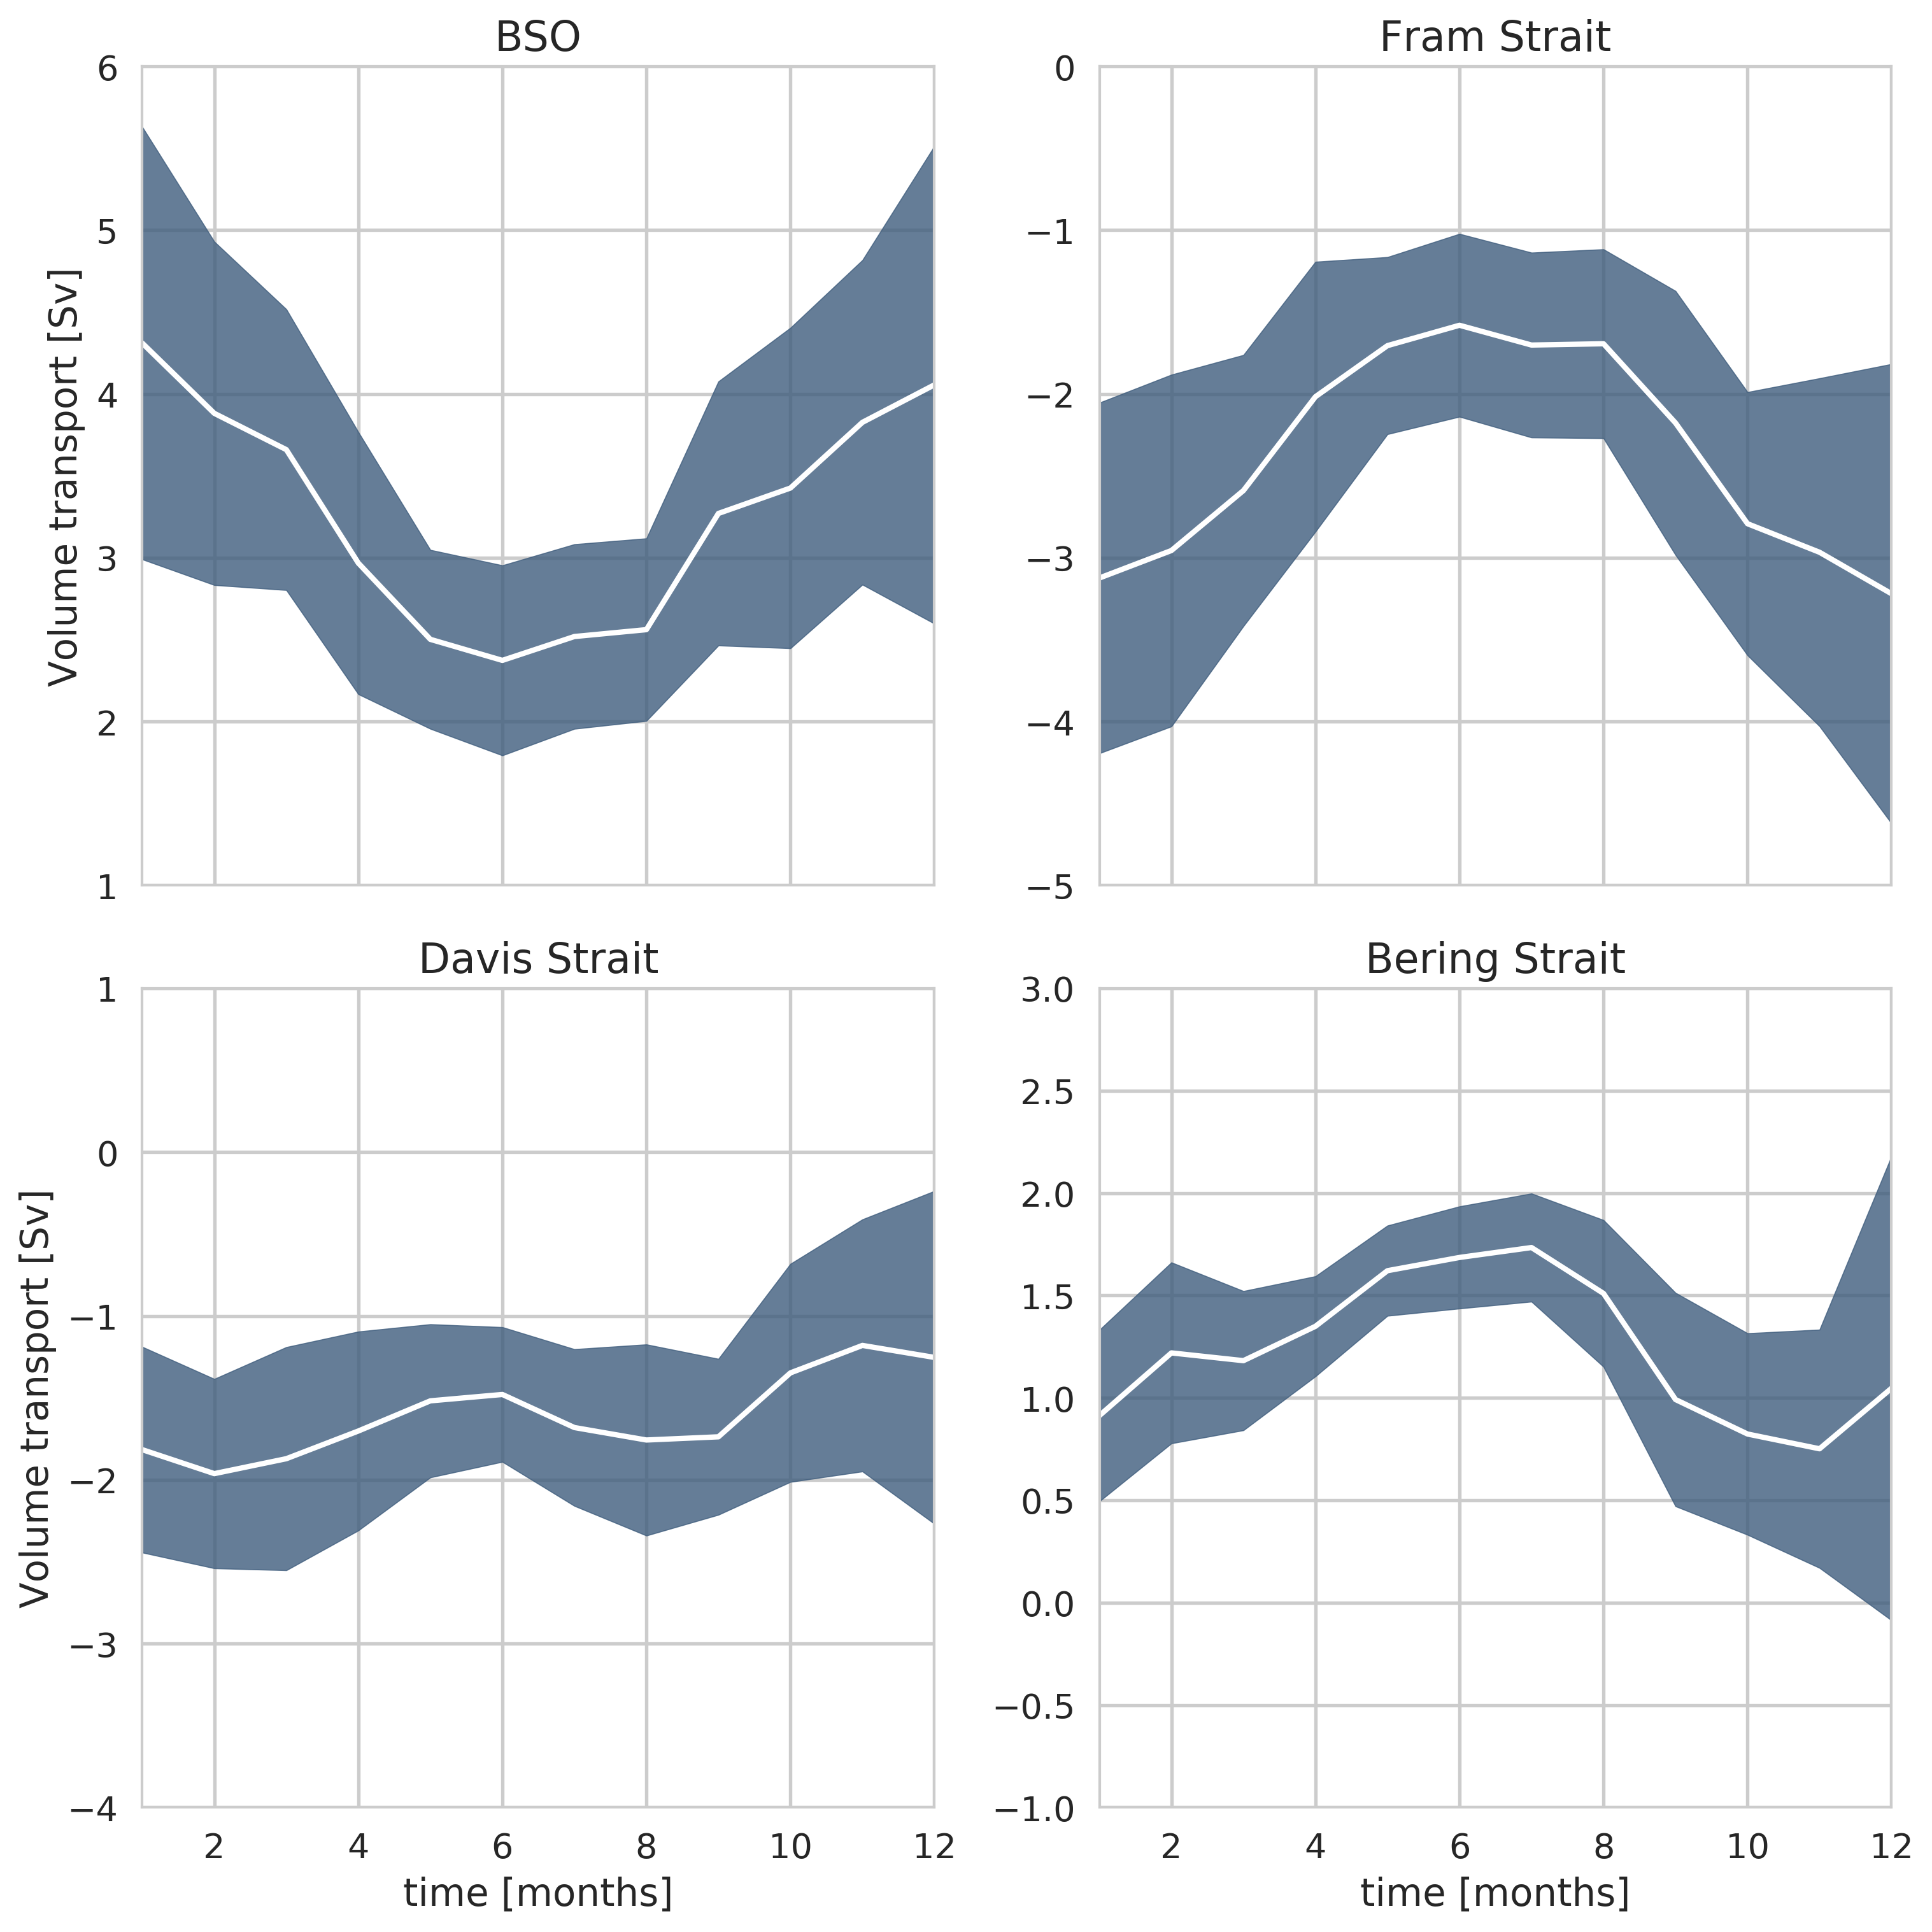 BSO
Fram Strait
Volume transport [Sv]
6
5
4
3
2
1
0
−1
−2
−3
−4
−5
Davis Strait
Bering Strait
Volume transport [Sv]
1
0
−1
−2
−3
−4
3.0
2.5
2.0
1.5
1.0
0.5
0.0
−0.5
−1.0
2 4 6 8 10 12
2 4 6 8 10 12
time [months]
time [months]